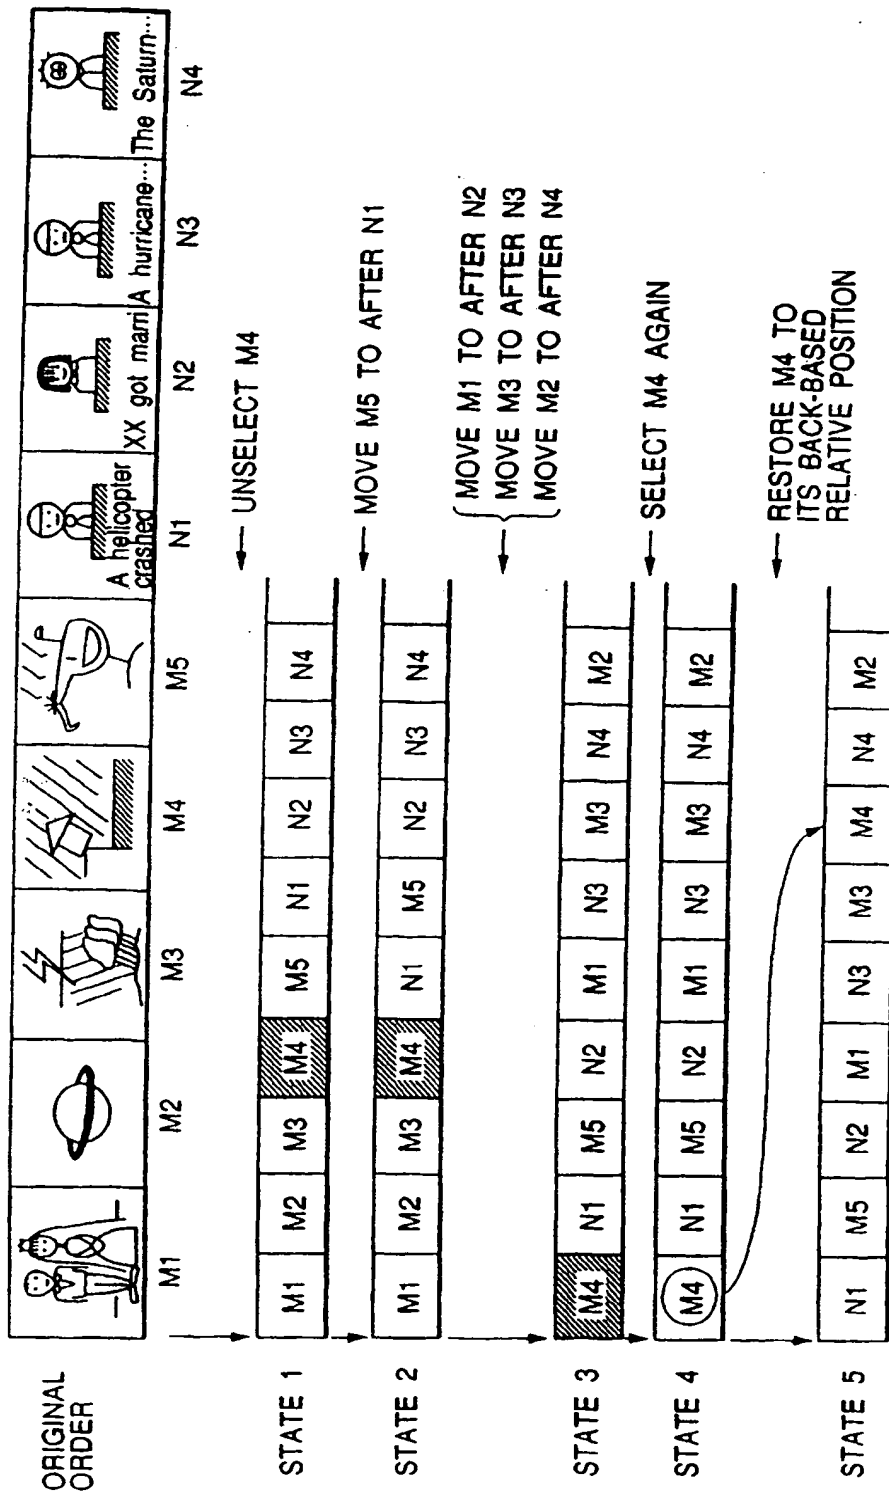 ORIGINAL
ORDER
A helicopter
crashed
XX got marri
A hurricane···
The Saturn···
M1 M2 M3 M4 M5 N1 N2 N3 N4
UNSELECT M4
STATE 1
M1 M2 M3 M4 M5 N1 N2 N3 N4
MOVE M5 TO AFTER N1
STATE 2
M1 M2 M3 M4 N1 M5 N2 N3 N4
MOVE M1 TO AFTER N2
MOVE M3 TO AFTER N3
MOVE M2 TO AFTER N4
STATE 3
M4 N1 M5 N2 M1 N3 M3 N4 M2
SELECT M4 AGAIN
STATE 4
M4 N1 M5 N2 M1 N3 M3 N4 M2
RESTORE M4 TO
ITS BACK-BASED
RELATIVE POSITION
STATE 5
N1 M5 N2 M1 N3 M3 M4 N4 M2